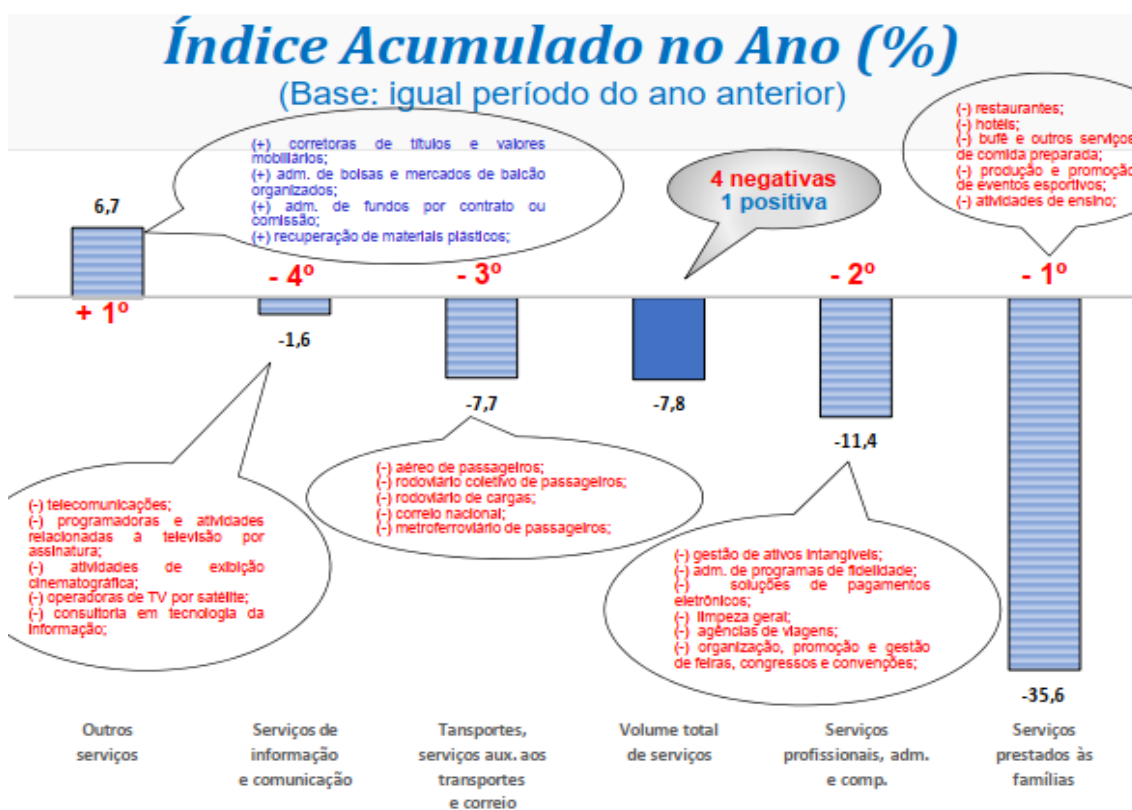 Índice Acumulado no Ano (%)
(Base: igual período do ano anterior)
(+) corretoras de títulos e valores
mobiliários;
(+) adm. de bolsas e mercados de balcão
organizados;
(+) adm. de fundos por contrato ou
comissão;
(+) recuperação de materiais plásticos;
4 negativas
1 positiva
(-) restaurantes;
(-) hotéis;
(-) bufê e outros serviços
de comida preparada;
(-) produção e promoção
de eventos esportivos;
(-) atividades de ensino;
6,7
+ 1º
- 4º
- 3º
- 2º
- 1º
-1,6
-7,7
-7,8
-11,4
-35,6
(-) telecomunicações;
(-) programadoras e atividades
relacionadas à televisão por
assinatura;
(-) atividades de exibição
cinematográfica;
(-) operadoras de TV por satélite;
(-) consultoria em tecnologia da
informação;
(-) aéreo de passageiros;
(-) rodoviário coletivo de passageiros;
(-) rodoviário de cargas;
(-) correio nacional;
(-) metroferroviário de passageiros;
(-) gestão de ativos intangíveis;
(-) adm. de programas de fidelidade;
(-) soluções de pagamentos
eletrônicos;
(-) limpeza geral;
(-) agências de viagens;
(-) organização, promoção e gestão
de feiras, congressos e convenções;
Outros
serviços
Serviços de
informação
e comunicação
Tansportes,
serviços aux. aos
transportes
e correio
Volume total
de serviços
Serviços
profissionais, adm.
e comp.
Serviços
prestados às
famílias